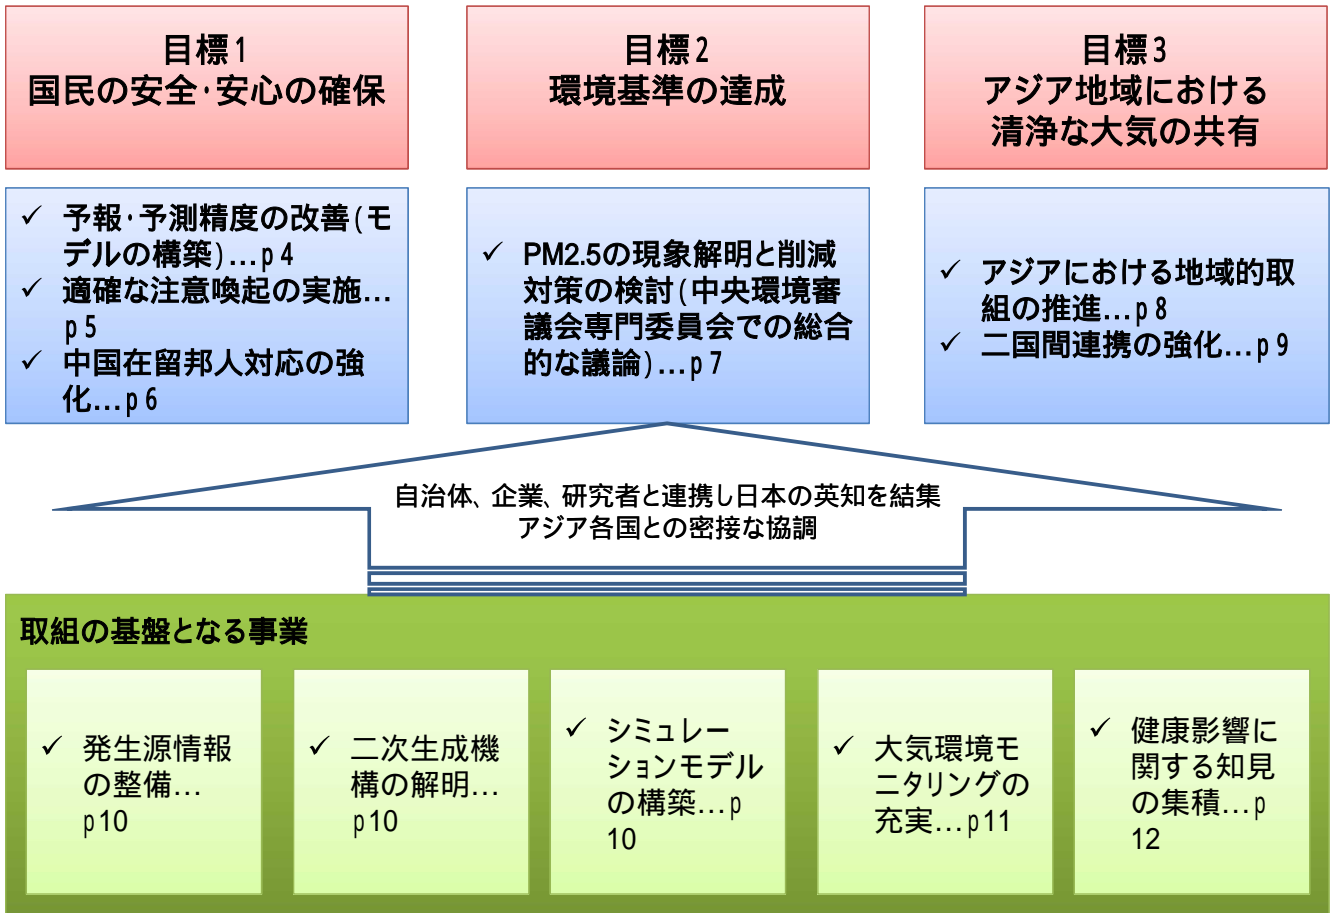 目標1
国民の安全・安心の確保
目標2
環境基準の達成
目標3
アジア地域における
清浄な大気の共有
✓ 予報・予測精度の改善(モ
デルの構築)…p4
✓ 適確な注意喚起の実施…
p5
✓ 中国在留邦人対応の強
化…p6
✓ PM2.5の現象解明と削減
対策の検討(中央環境審
議会専門委員会での総合
的な議論)…p7
✓ アジアにおける地域的取
組の推進…p8
✓ 二国間連携の強化…p9
自治体、企業、研究者と連携し日本の英知を結集
アジア各国との密接な協調
取組の基盤となる事業
✓ 発生源情報
の整備…
p10
✓ 二次生成機
構の解明…
p10
✓ シミュレー
ションモデル
の構築…p
10
✓ 大気環境モ
ニタリングの
充実…p11
✓ 健康影響に
関する知見
の集積…p
12